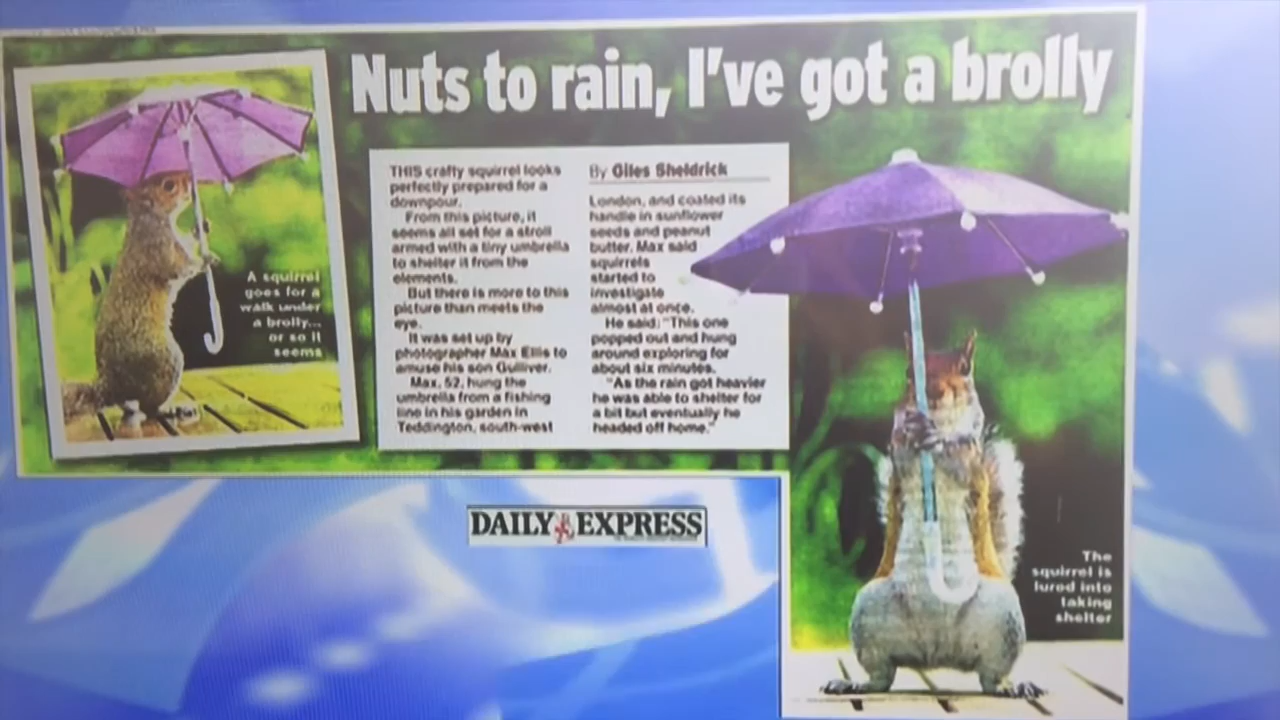 Nuts to rain, I've got a brolly
A squirrel
goes for a
walk under
a brolly...
or so it
seems
THIS crafty squirrel looks
perfectly prepared for a
downpour.
From this picture, it
seems all set for a stroll
armed with a tiny umbrella
to shelter it from the
elements.
But there is more to this
picture than meets the
eye.
It was set up by
photographer Max Ellis to
amuse his son Gulliver.
Max, 52, hung the
umbrella from a fishing
line in his garden in
Teddington, south-west
By Giles Sheldrick
London, and coated its
handle in sunflower
seeds and peanut
butter. Max said
squirrels
started to
investigate
almost at once.
He said: "This one
popped out and hung
around exploring for
about six minutes.
"As the rain got heavier
he was able to shelter for
a bit but eventually he
headed off home."
The
squirrel is
lured into
taking
shelter
DAILY EXPRESS